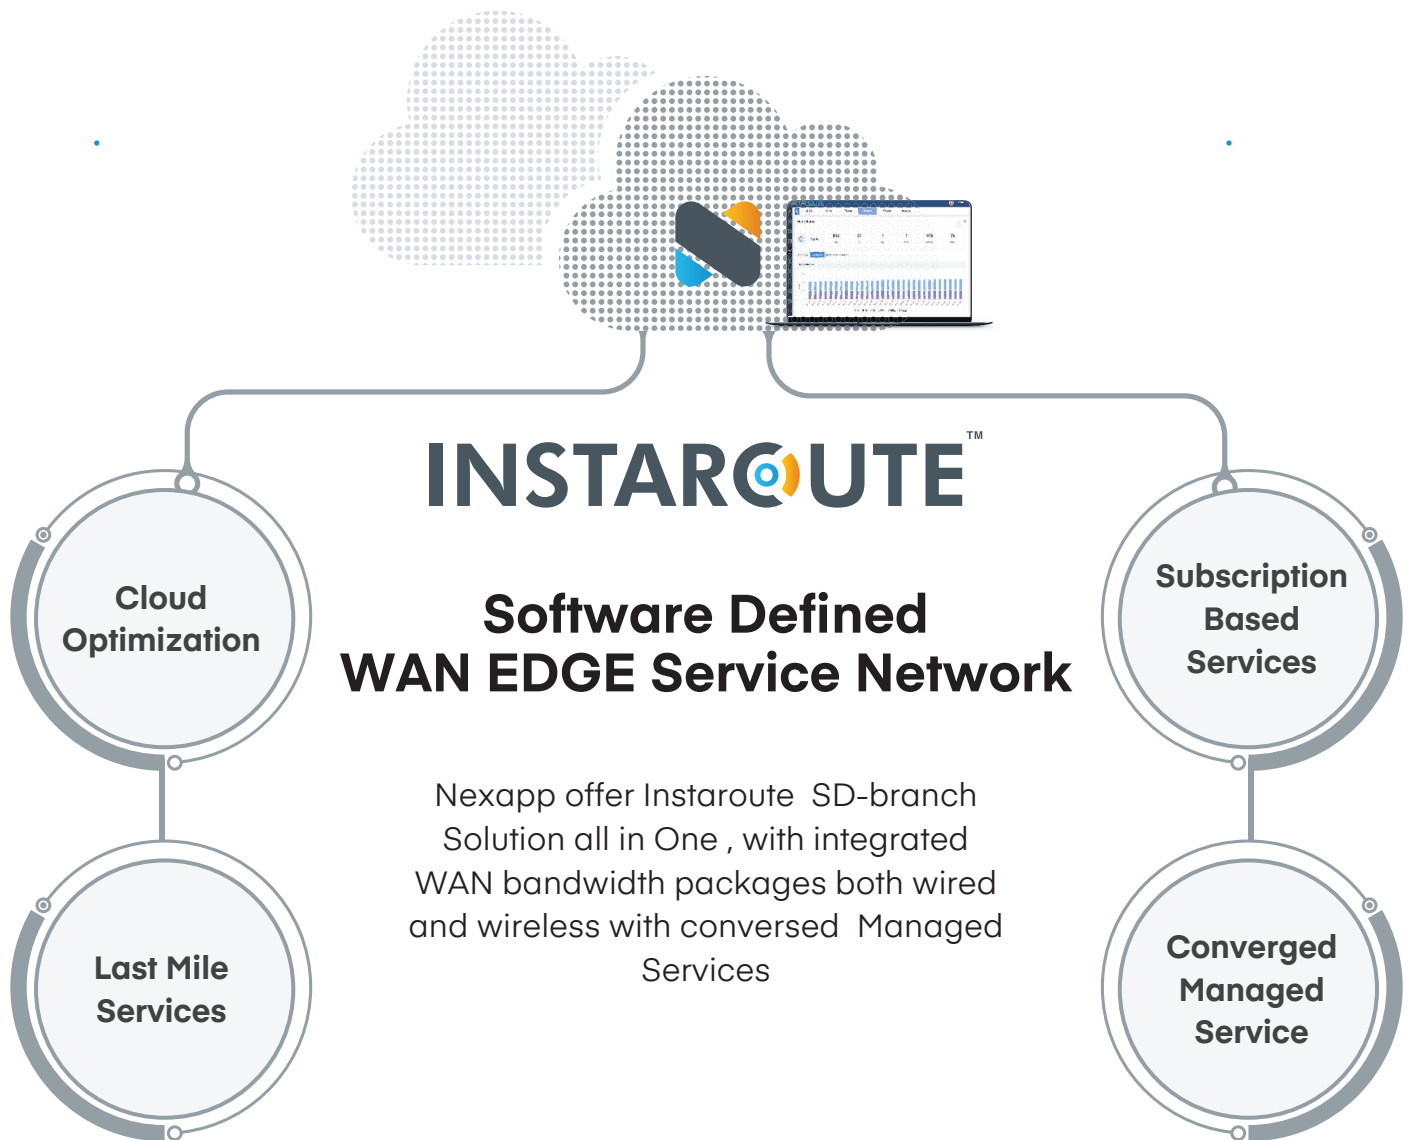 INSTAROUTE™
Cloud
Optimization
Software Defined
WAN EDGE Service Network
Subscription
Based
Services
Nexapp offer Instaroute  SD-branch
Solution all in One , with integrated
WAN bandwidth packages both wired
and wireless with conversed  Managed
Services
Last Mile
Services
Converged
Managed
Service